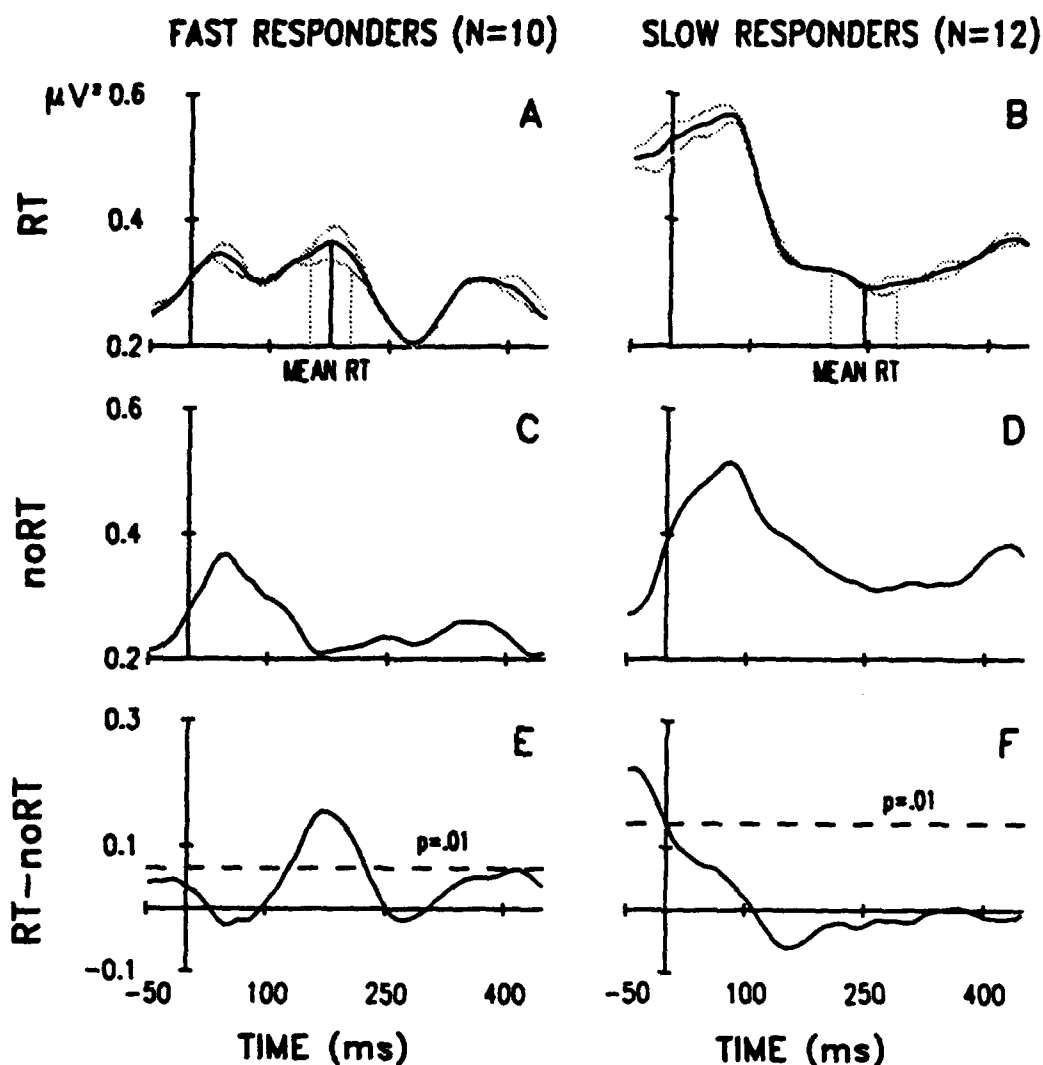 FAST RESPONDERS (N=10)
SLOW RESPONDERS (N=12)
μV² 0.6
A
B
RT
0.4
0.2
MEAN RT
MEAN RT
0.6
C
D
noRT
0.4
0.2
0.3
E
F
p=.01
p=.01
RT-noRT
0.1
-0.1
-50 100 250 400
-50 100 250 400
TIME (ms)
TIME (ms)